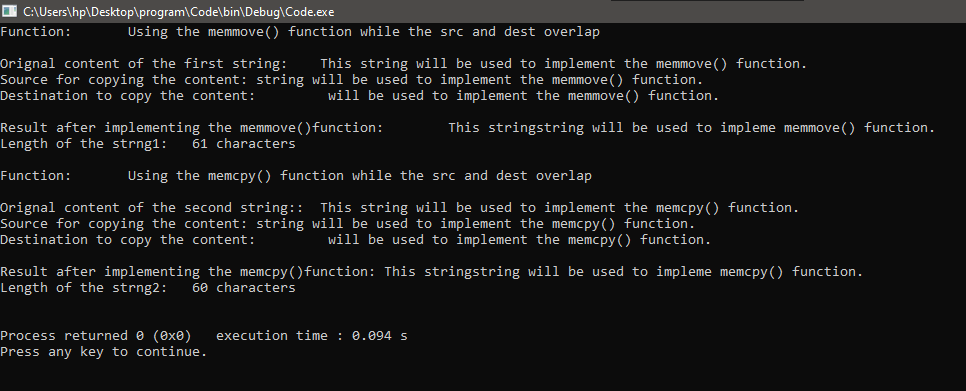 C:\Users\hp\Desktop\program\Code\bin\Debug\Code.exe
Function:       Using the memmove() function while the src and dest overlap
Orignal content of the first string:    This string will be used to implement the memmove() function.
Source for copying the content: string will be used to implement the memmove() function.
Destination to copy the content:         will be used to implement the memmove() function.
Result after implementing the memmove()function:        This stringstring will be used to impleme memmove() function.
Length of the strng1:   61 characters
Function:       Using the memcpy() function while the src and dest overlap
Orignal content of the second string::  This string will be used to implement the memcpy() function.
Source for copying the content: string will be used to implement the memcpy() function.
Destination to copy the content:         will be used to implement the memcpy() function.
Result after implementing the memcpy()function: This stringstring will be used to impleme memcpy() function.
Length of the strng2:   60 characters
Process returned 0 (0x0)   execution time : 0.094 s
Press any key to continue.